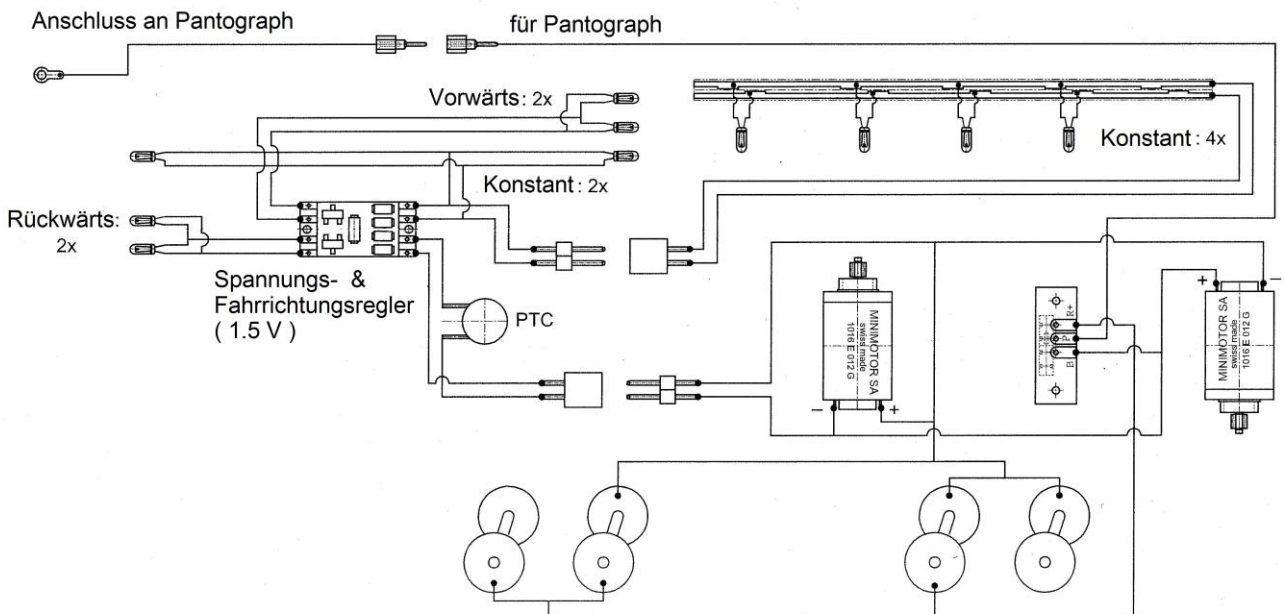 Anschluss an Pantograph
für Pantograph
Vorwärts: 2x
Konstant : 4x
Konstant : 2x
Rückwärts:
2x
Spannungs- &
Fahrrichtungsregler
( 1.5 V )
PTC
MINIMOTOR SA
swiss made
1016 E 012 G
− +
R+
P
B
+ −
MINIMOTOR SA
swiss made
1016 E 012 G